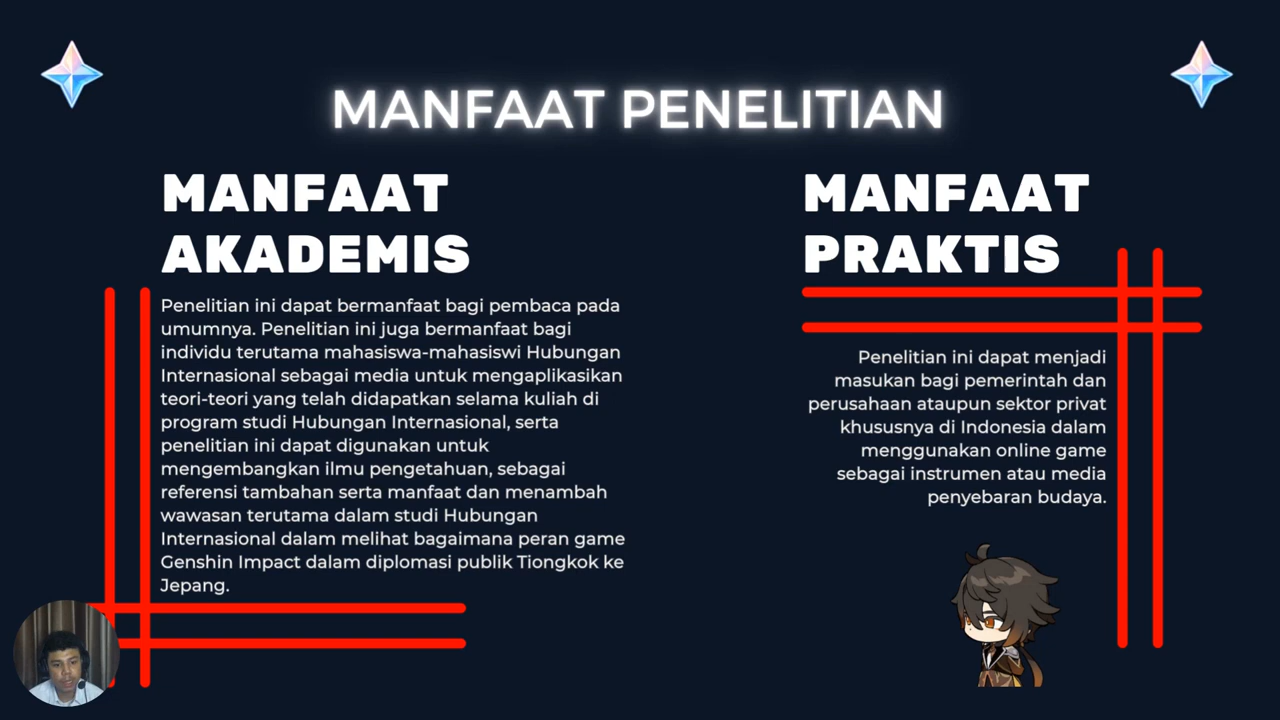 MANFAAT PENELITIAN
MANFAAT
AKADEMIS
Penelitian ini dapat bermanfaat bagi pembaca pada
umumnya. Penelitian ini juga bermanfaat bagi
individu terutama mahasiswa-mahasiswi Hubungan
Internasional sebagai media untuk mengaplikasikan
teori-teori yang telah didapatkan selama kuliah di
program studi Hubungan Internasional, serta
penelitian ini dapat digunakan untuk
mengembangkan ilmu pengetahuan, sebagai
referensi tambahan serta manfaat dan menambah
wawasan terutama dalam studi Hubungan
Internasional dalam melihat bagaimana peran game
Genshin Impact dalam diplomasi publik Tiongkok ke
Jepang.
MANFAAT
PRAKTIS
Penelitian ini dapat menjadi
masukan bagi pemerintah dan
perusahaan ataupun sektor privat
khususnya di Indonesia dalam
menggunakan online game
sebagai instrumen atau media
penyebaran budaya.